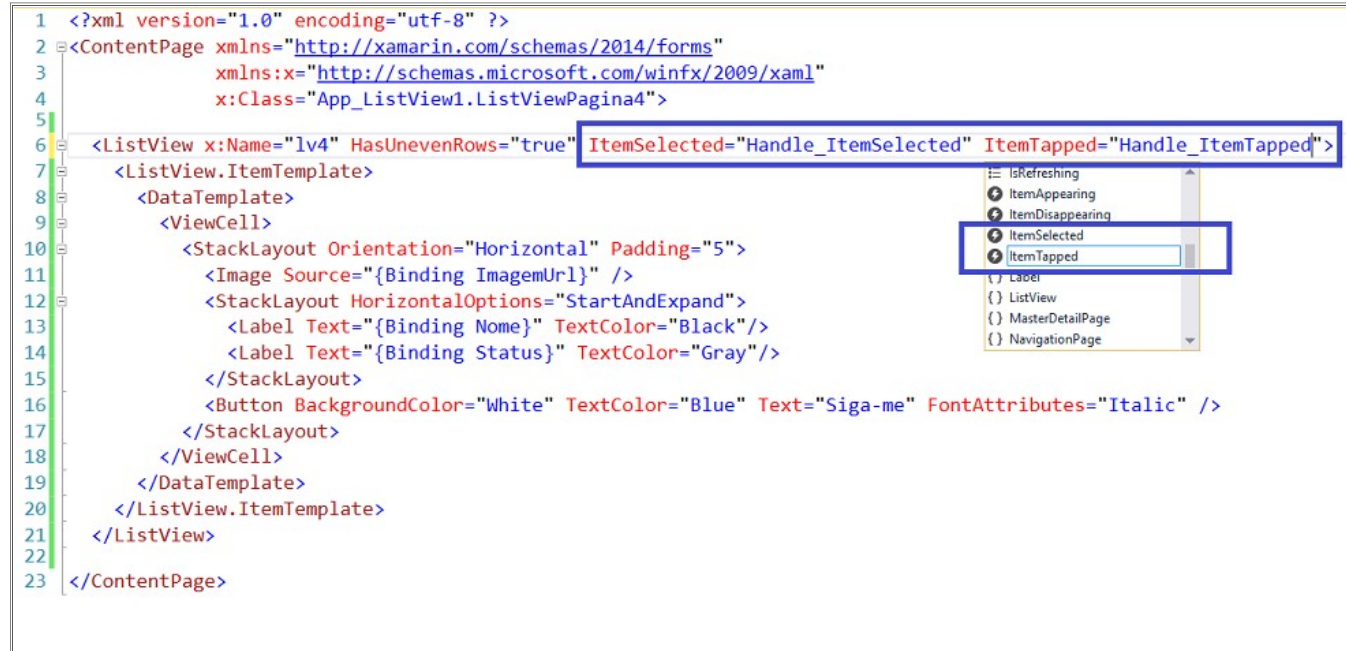 1 <?xml version="1.0" encoding="utf-8" ?>
2 <ContentPage xmlns="http://xamarin.com/schemas/2014/forms"
3 xmlns:x="http://schemas.microsoft.com/winfx/2009/xaml"
4 x:Class="App_ListView1.ListViewPagina4">
5
6 <ListView x:Name="lv4" HasUnevenRows="true" ItemSelected="Handle_ItemSelected" ItemTapped="Handle_ItemTapped">
7 <ListView.ItemTemplate>
8 <DataTemplate>
9 <ViewCell>
10 <StackLayout Orientation="Horizontal" Padding="5">
11 <Image Source="{Binding ImagemUrl}" />
12 <StackLayout HorizontalOptions="StartAndExpand">
13 <Label Text="{Binding Nome}" TextColor="Black"/>
14 <Label Text="{Binding Status}" TextColor="Gray"/>
15 </StackLayout>
16 <Button BackgroundColor="White" TextColor="Blue" Text="Siga-me" FontAttributes="Italic" />
17 </StackLayout>
18 </ViewCell>
19 </DataTemplate>
20 </ListView.ItemTemplate>
21 </ListView>
22
23 </ContentPage>
IsRefreshing
ItemAppearing
ItemDisappearing
ItemSelected
ItemTapped
{ } Label
{ } ListView
{ } MasterDetailPage
{ } NavigationPage